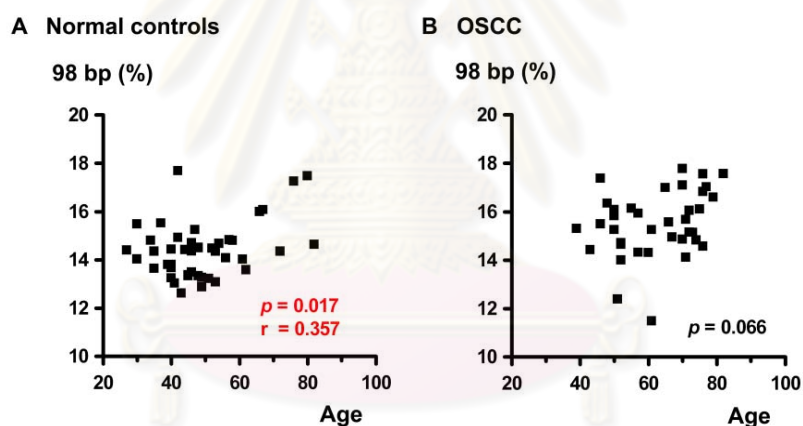 A Normal controls
98 bp (%)
20
18
16
14
12
10
20 40 60 80 100
Age
p = 0.017
r = 0.357
B OSCC
98 bp (%)
20
18
16
14
12
10
20 40 60 80 100
Age
p = 0.066